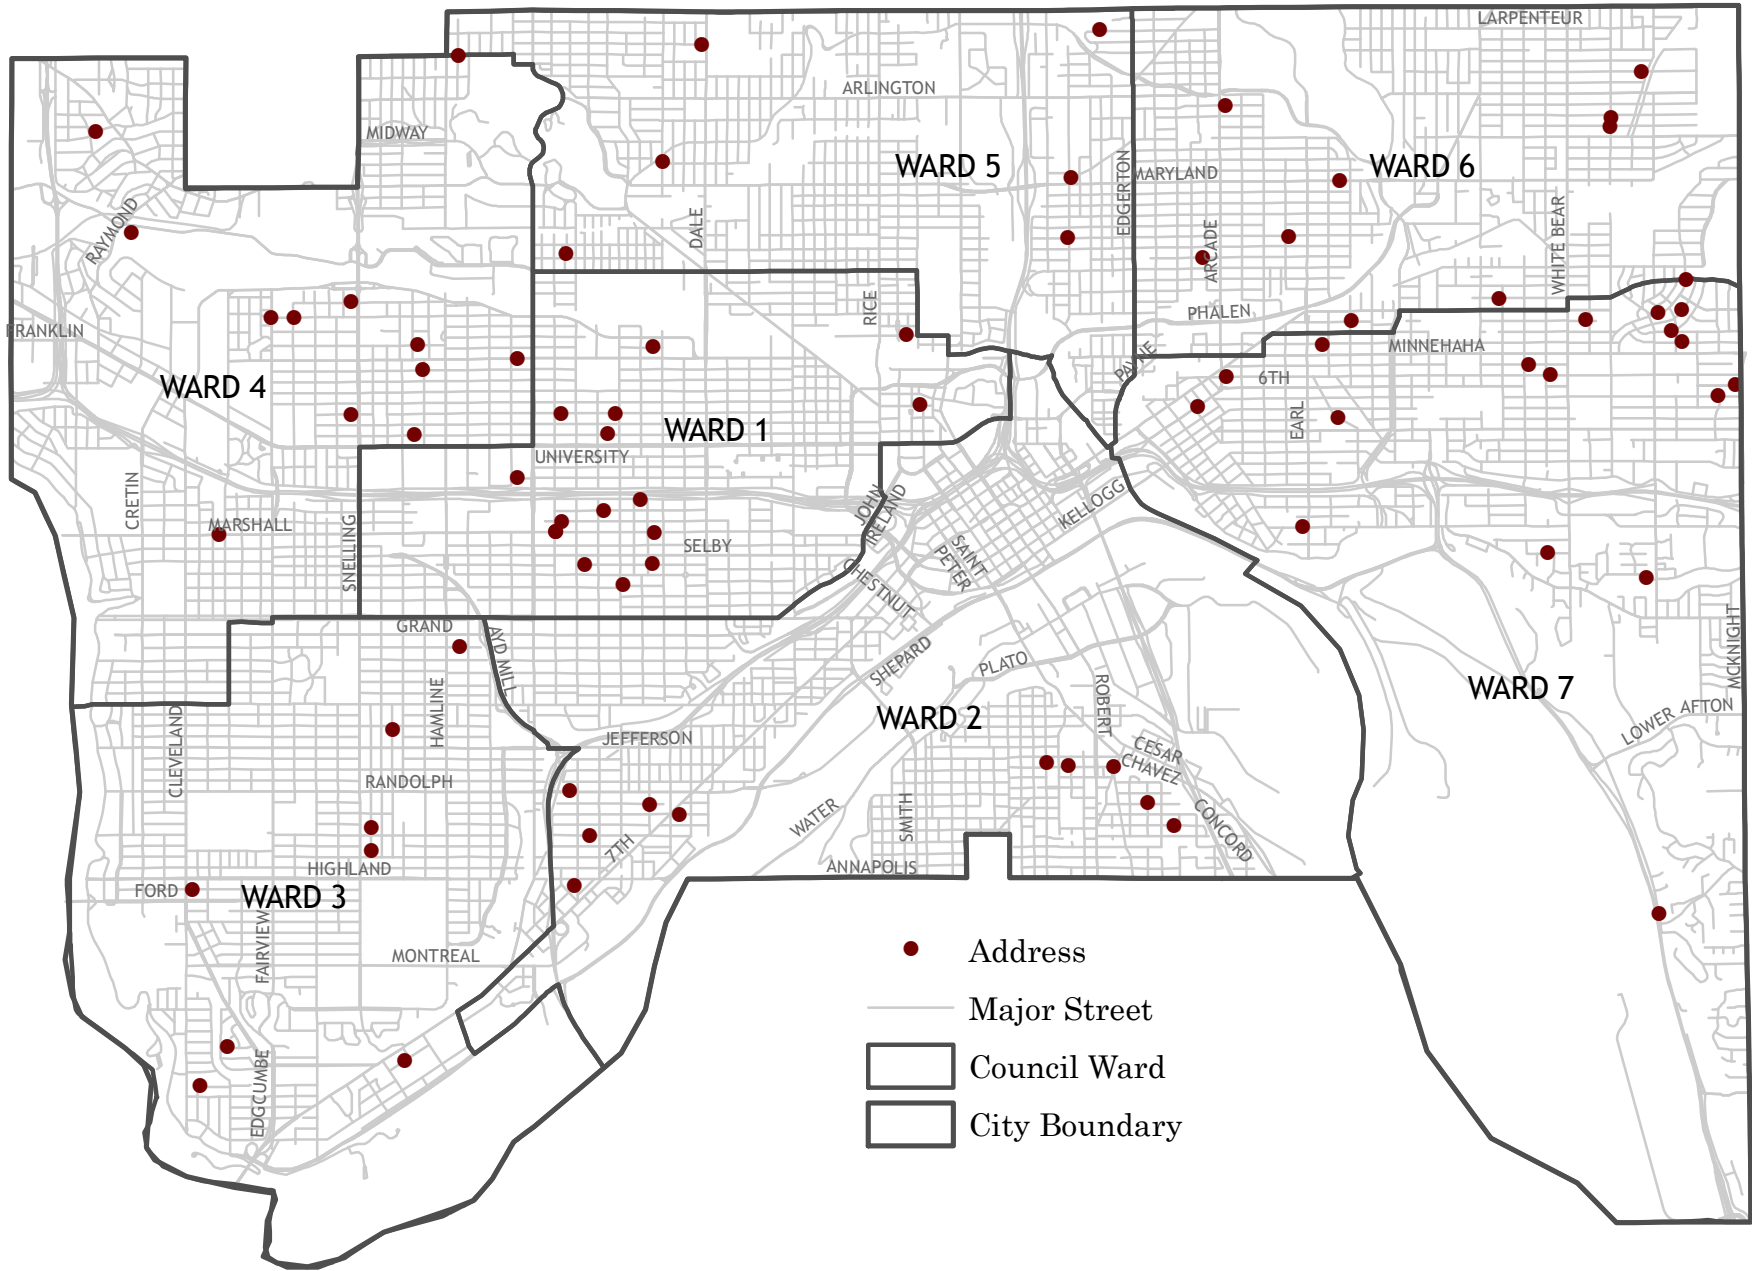 LARPENTEUR
ARLINGTON
MIDWAY
WARD 5
EDGERTON
MARYLAND
WARD 6
RAYMOND
DALE
ARCADE
WHITE BEAR
RICE
PHALEN
FRANKLIN
MINNEHAHA
PAYNE
6TH
WARD 4
EARL
WARD 1
UNIVERSITY
CRETIN
MARSHALL
SNELLING
JOHN
IRELAND
KELLOGG
SELBY
SAINT
PETER
CHESTNUT
GRAND
AYD MILL
SHEPARD
PLATO
MCKNIGHT
HAMLINE
ROBERT
WARD 7
WARD 2
LOWER AFTON
CLEVELAND
JEFFERSON
CESAR
CHAVEZ
RANDOLPH
WATER
SMITH
CONCORD
7TH
HIGHLAND
ANNAPOLIS
FORD
WARD 3
FAIRVIEW
MONTREAL
EDGCUMBE
Address
Major Street
Council Ward
City Boundary